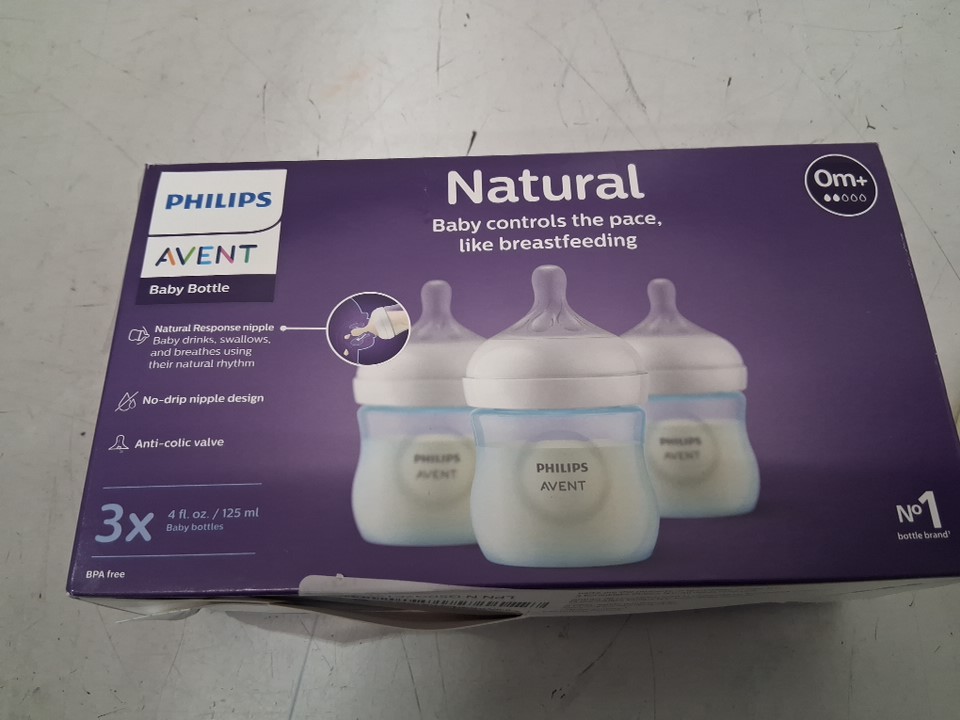 PHILIPS
AVENT
Baby Bottle
Natural
Baby controls the pace,
like breastfeeding
0m+
Natural Response nipple
Baby drinks, swallows,
and breathes using
their natural rhythm
No-drip nipple design
Anti-colic valve
3x
4 fl. oz. / 125 ml
Baby bottles
BPA free
PHILIPS
AVENT
PHILIPS
AVENT
PHILIPS
AVENT
No1
bottle brand¹